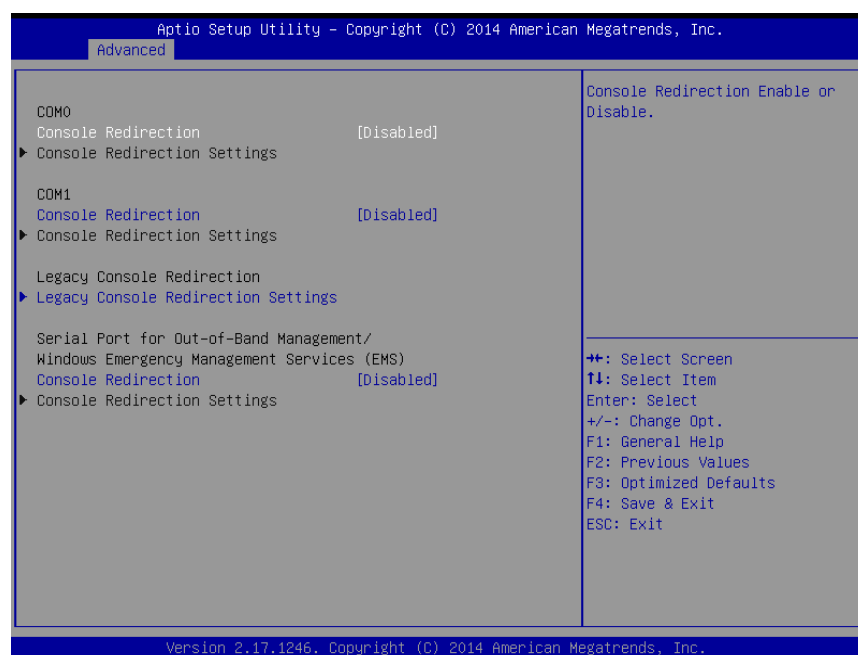 Aptio Setup Utility – Copyright (C) 2014 American Megatrends, Inc.
Advanced
COM0
Console Redirection [Disabled]
Console Redirection Settings
COM1
Console Redirection [Disabled]
Console Redirection Settings
Legacy Console Redirection
Legacy Console Redirection Settings
Serial Port for Out-of-Band Management/
Windows Emergency Management Services (EMS)
Console Redirection [Disabled]
Console Redirection Settings
Console Redirection Enable or
Disable.
→←: Select Screen
↑↓: Select Item
Enter: Select
+/-: Change Opt.
F1: General Help
F2: Previous Values
F3: Optimized Defaults
F4: Save & Exit
ESC: Exit
Version 2.17.1246. Copyright (C) 2014 American Megatrends, Inc.